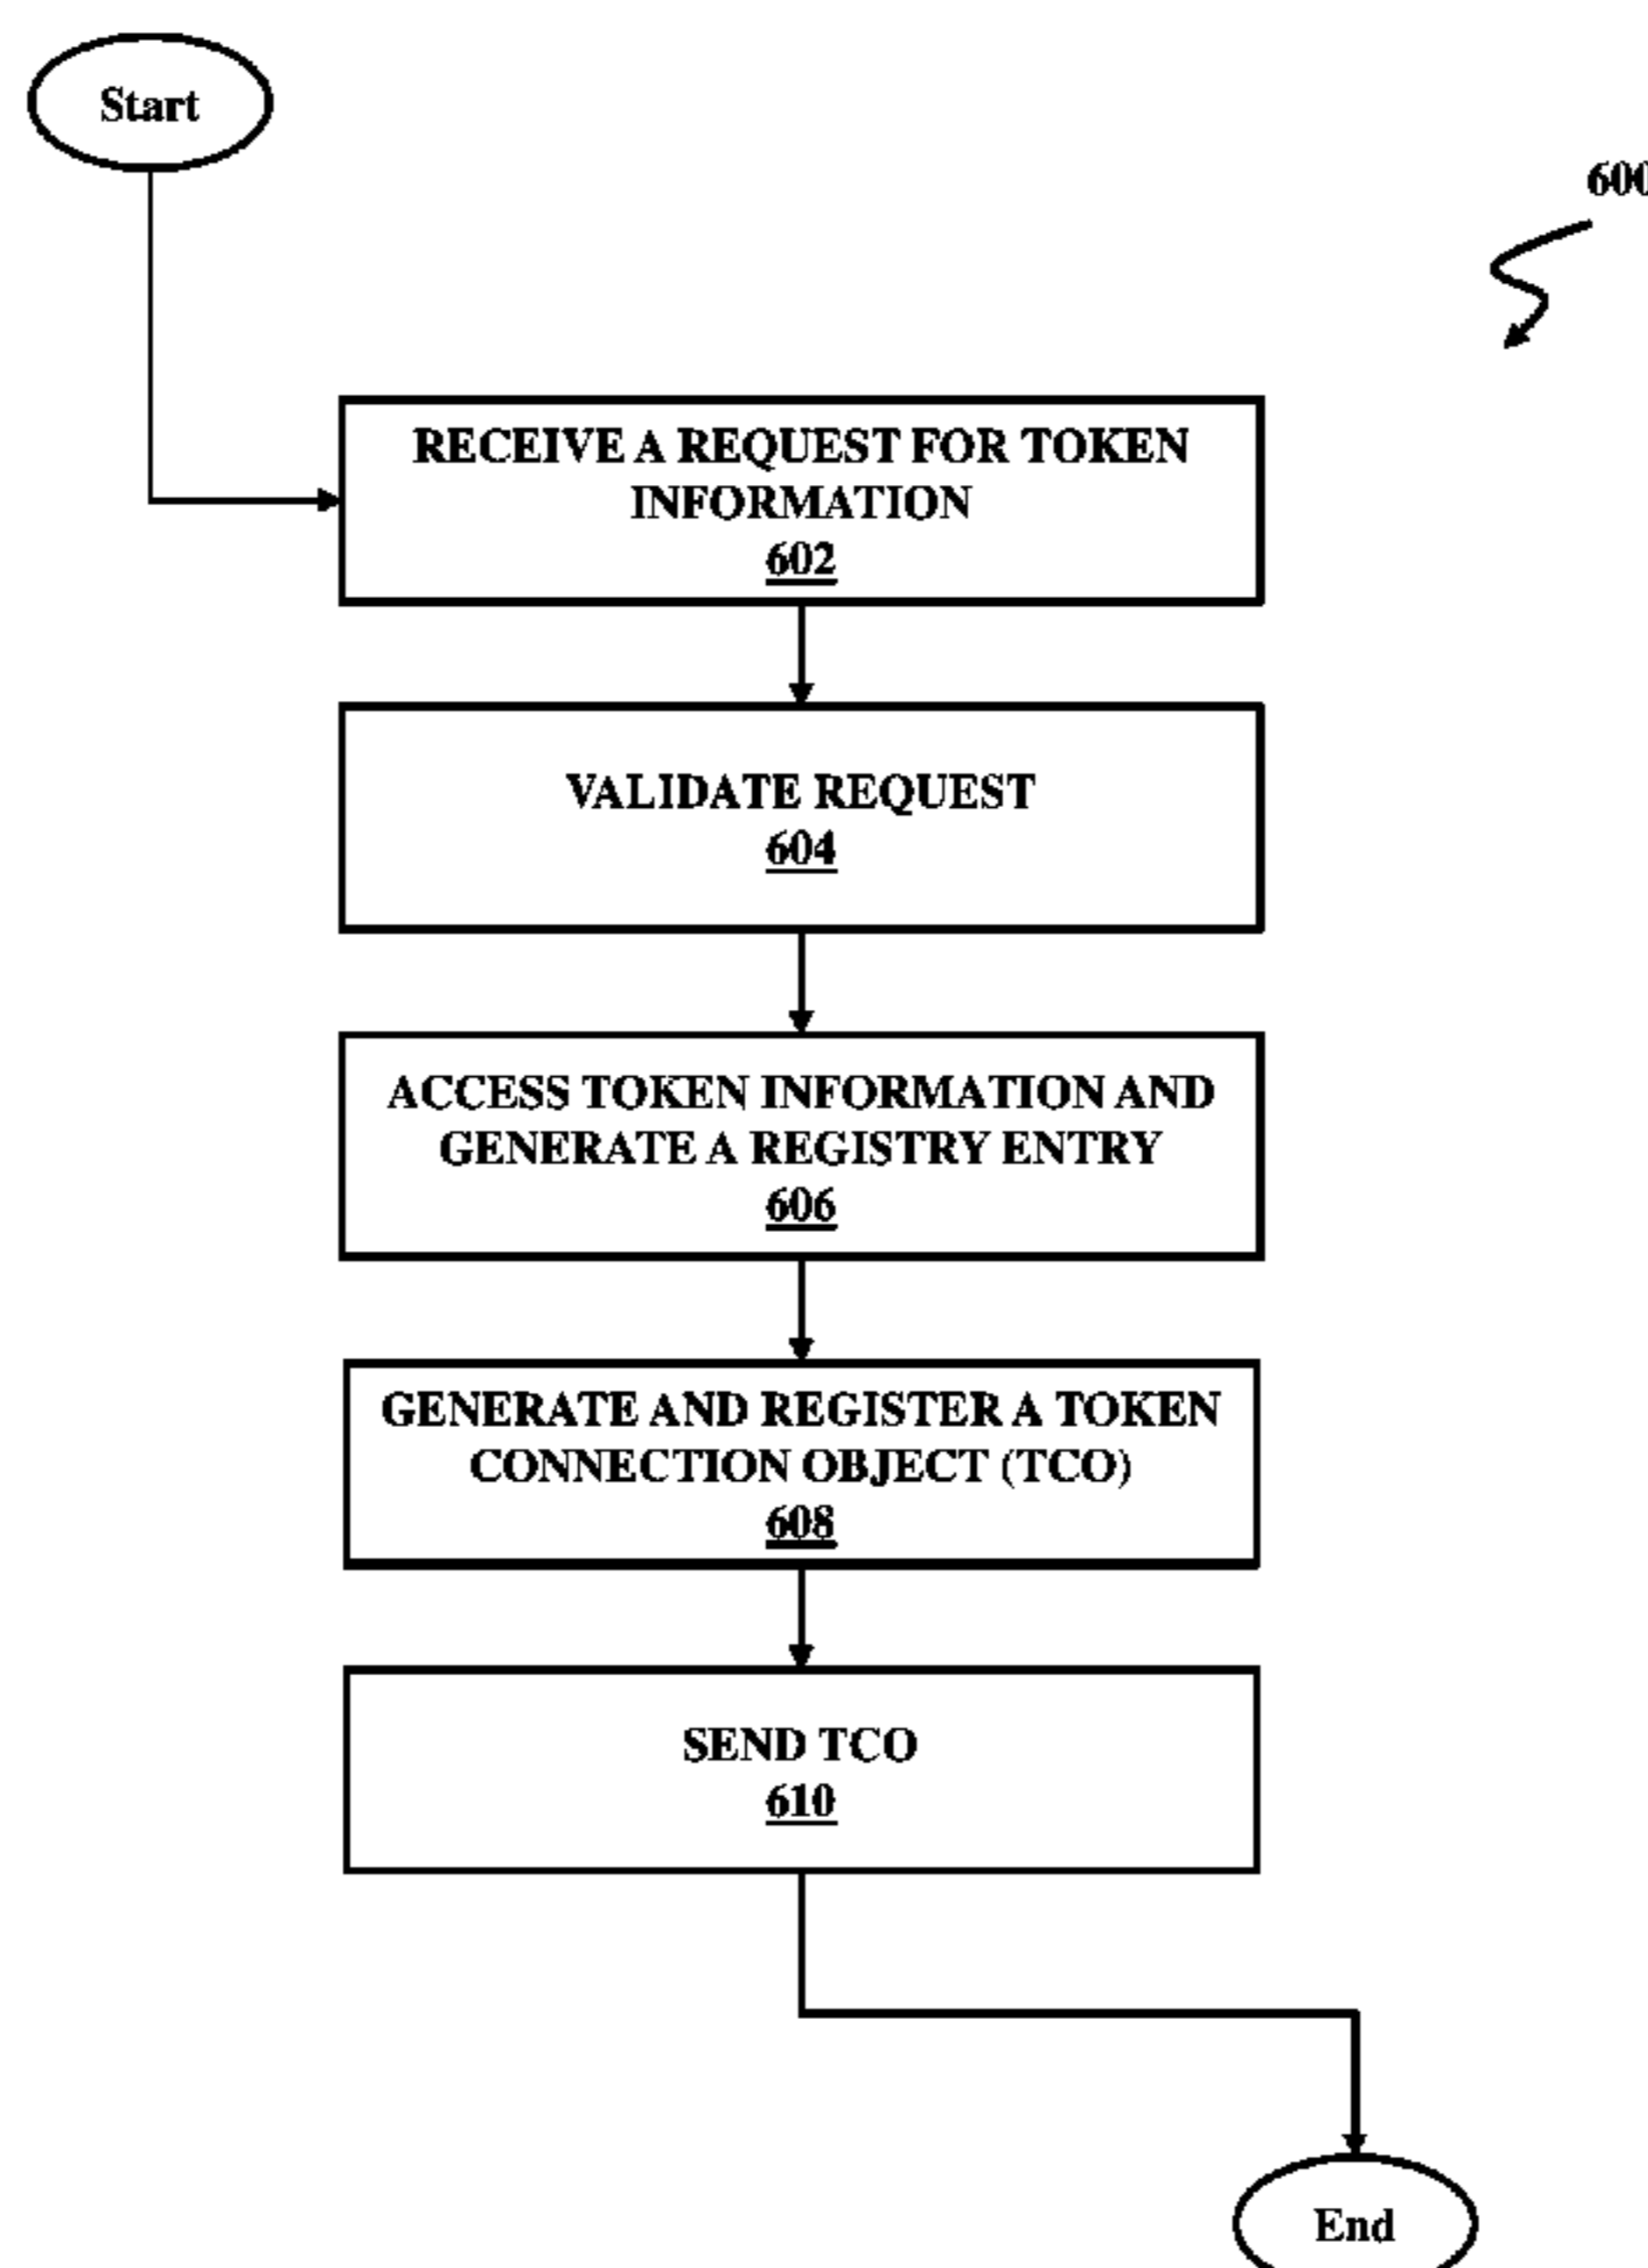 Start
600
RECEIVE A REQUEST FOR TOKEN
INFORMATION
602
VALIDATE REQUEST
604
ACCESS TOKEN INFORMATION AND
GENERATE A REGISTRY ENTRY
606
GENERATE AND REGISTER A TOKEN
CONNECTION OBJECT (TCO)
608
SEND TCO
610
End